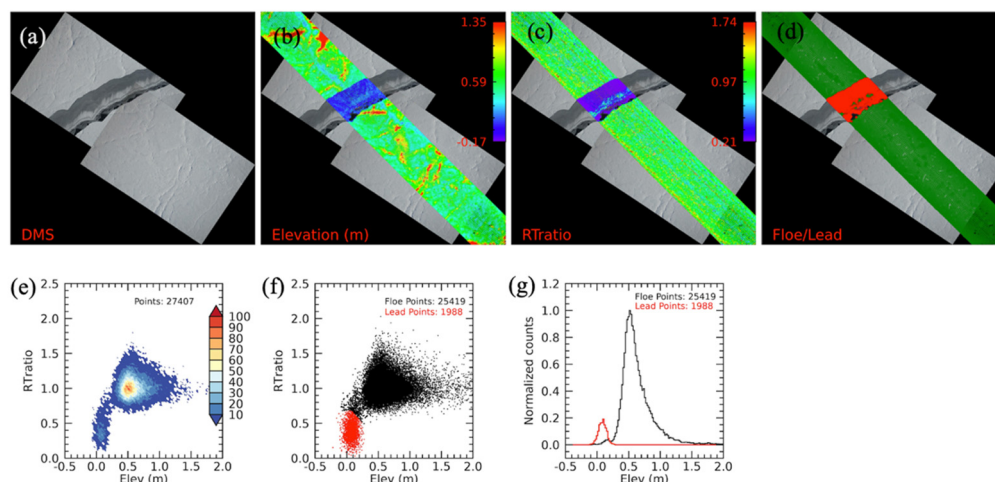 (a)
DMS
(b)
1.35
0.59
-0.17
Elevation (m)
(c)
1.74
0.97
0.21
RTratio
(d)
Floe/Lead
(e)
Points: 27407
100
90
80
70
60
50
40
30
20
10
2.5
2.0
1.5
1.0
0.5
0.0
RTratio
-0.5 0.0 0.5 1.0 1.5 2.0
Elev (m)
(f)
Floe Points: 25419
Lead Points: 1988
2.5
2.0
1.5
1.0
0.5
0.0
RTratio
-0.5 0.0 0.5 1.0 1.5 2.0
Elev (m)
(g)
Floe Points: 25419
Lead Points: 1988
1.2
1.0
0.8
0.6
0.4
0.2
0.0
Normalized counts
-0.5 0.0 0.5 1.0 1.5 2.0
Elev (m)